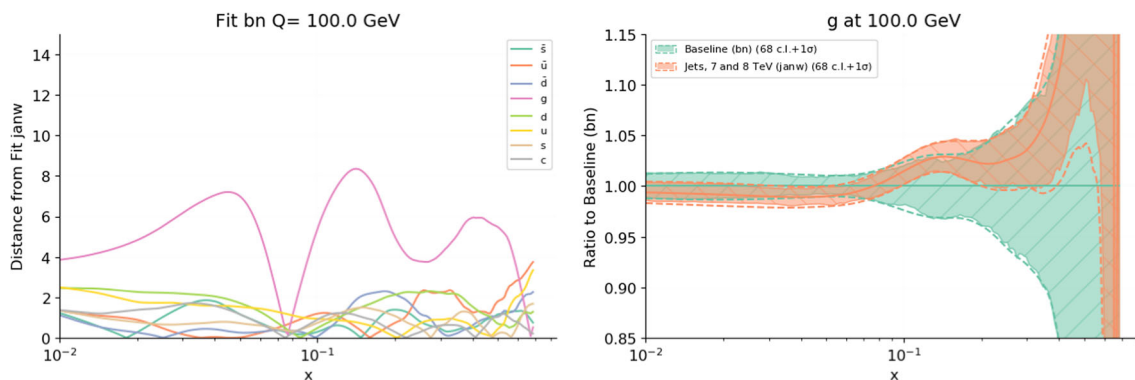 Fit bn Q= 100.0 GeV
Distance from Fit janw
14
12
10
8
6
4
2
0
10⁻²
10⁻¹
x
s̄
ū
d̄
g
d
u
s
c
g at 100.0 GeV
Ratio to Baseline (bn)
1.15
1.10
1.05
1.00
0.95
0.90
0.85
10⁻²
10⁻¹
x
Baseline (bn) (68 c.l.+1σ)
Jets, 7 and 8 TeV (janw) (68 c.l.+1σ)